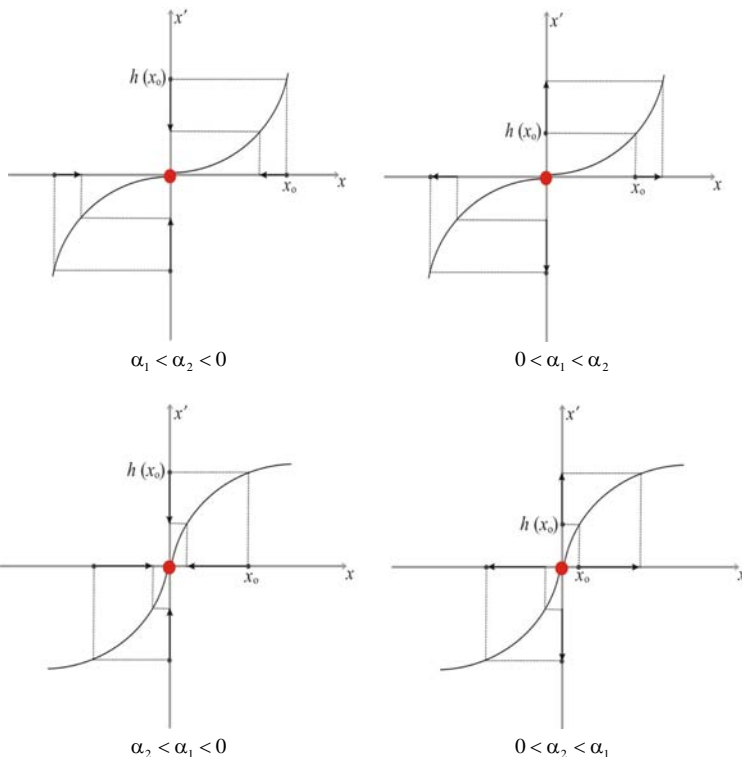 x′
x′
h (x₀)
h (x₀)
x₀
x
x₀
x
α₁ < α₂ < 0
0 < α₁ < α₂
x′
x′
h (x₀)
h (x₀)
x₀
x
x₀
x
α₂ < α₁ < 0
0 < α₂ < α₁